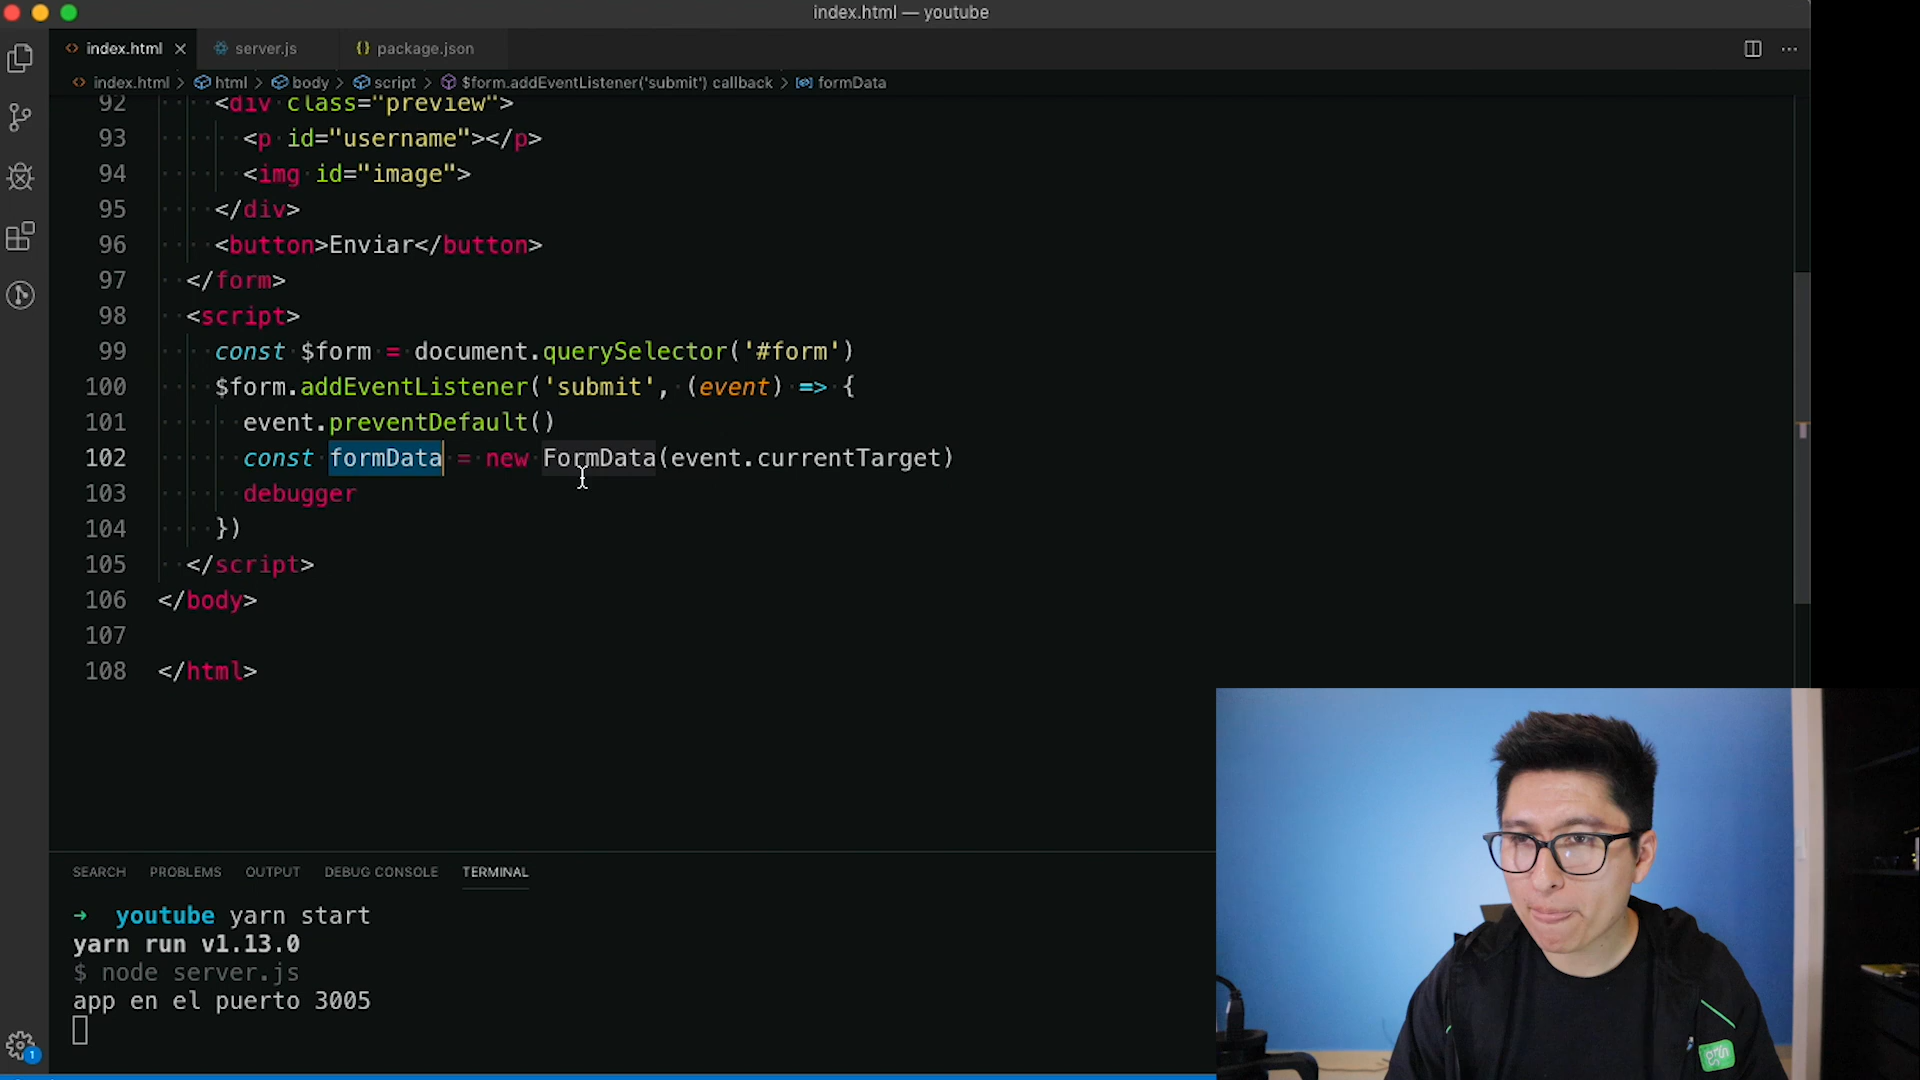 index.html — youtube
index.html server.js package.json
index.html > html > body > script > $form.addEventListener('submit') callback > formData
92 <div class="preview">
93 <p id="username"></p>
94 <img id="image">
95 </div>
96 <button>Enviar</button>
97 </form>
98 <script>
99 const $form = document.querySelector('#form')
100 $form.addEventListener('submit', (event) => {
101 event.preventDefault()
102 const formData = new FormData(event.currentTarget)
103 debugger
104 })
105 </script>
106 </body>
107
108 </html>
SEARCH PROBLEMS OUTPUT DEBUG CONSOLE TERMINAL
➜ youtube yarn start
yarn run v1.13.0
$ node server.js
app en el puerto 3005
1